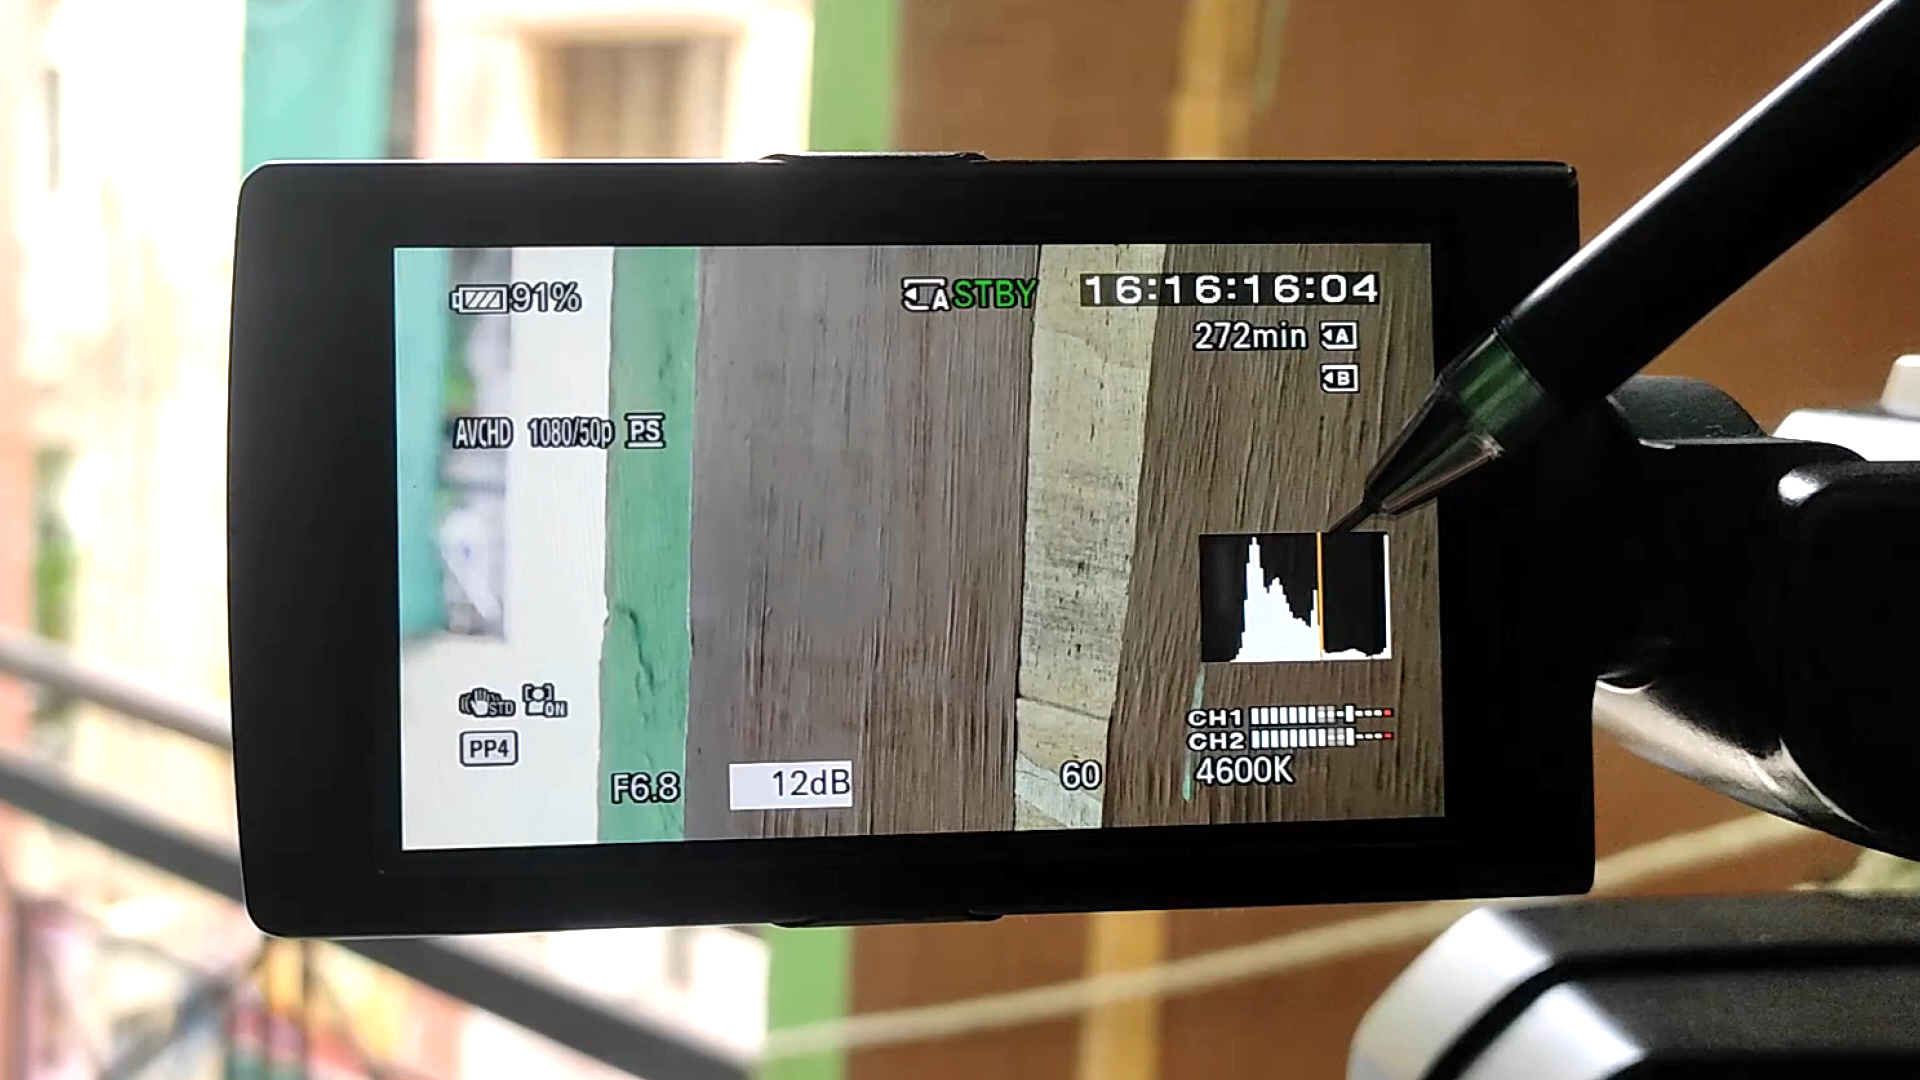 91%
A STBY 16:16:16:04
272min A
B
AVCHD 1080/50p PS
STD ON
PP4
CH1
CH2
F6.8 12dB 60 4600K